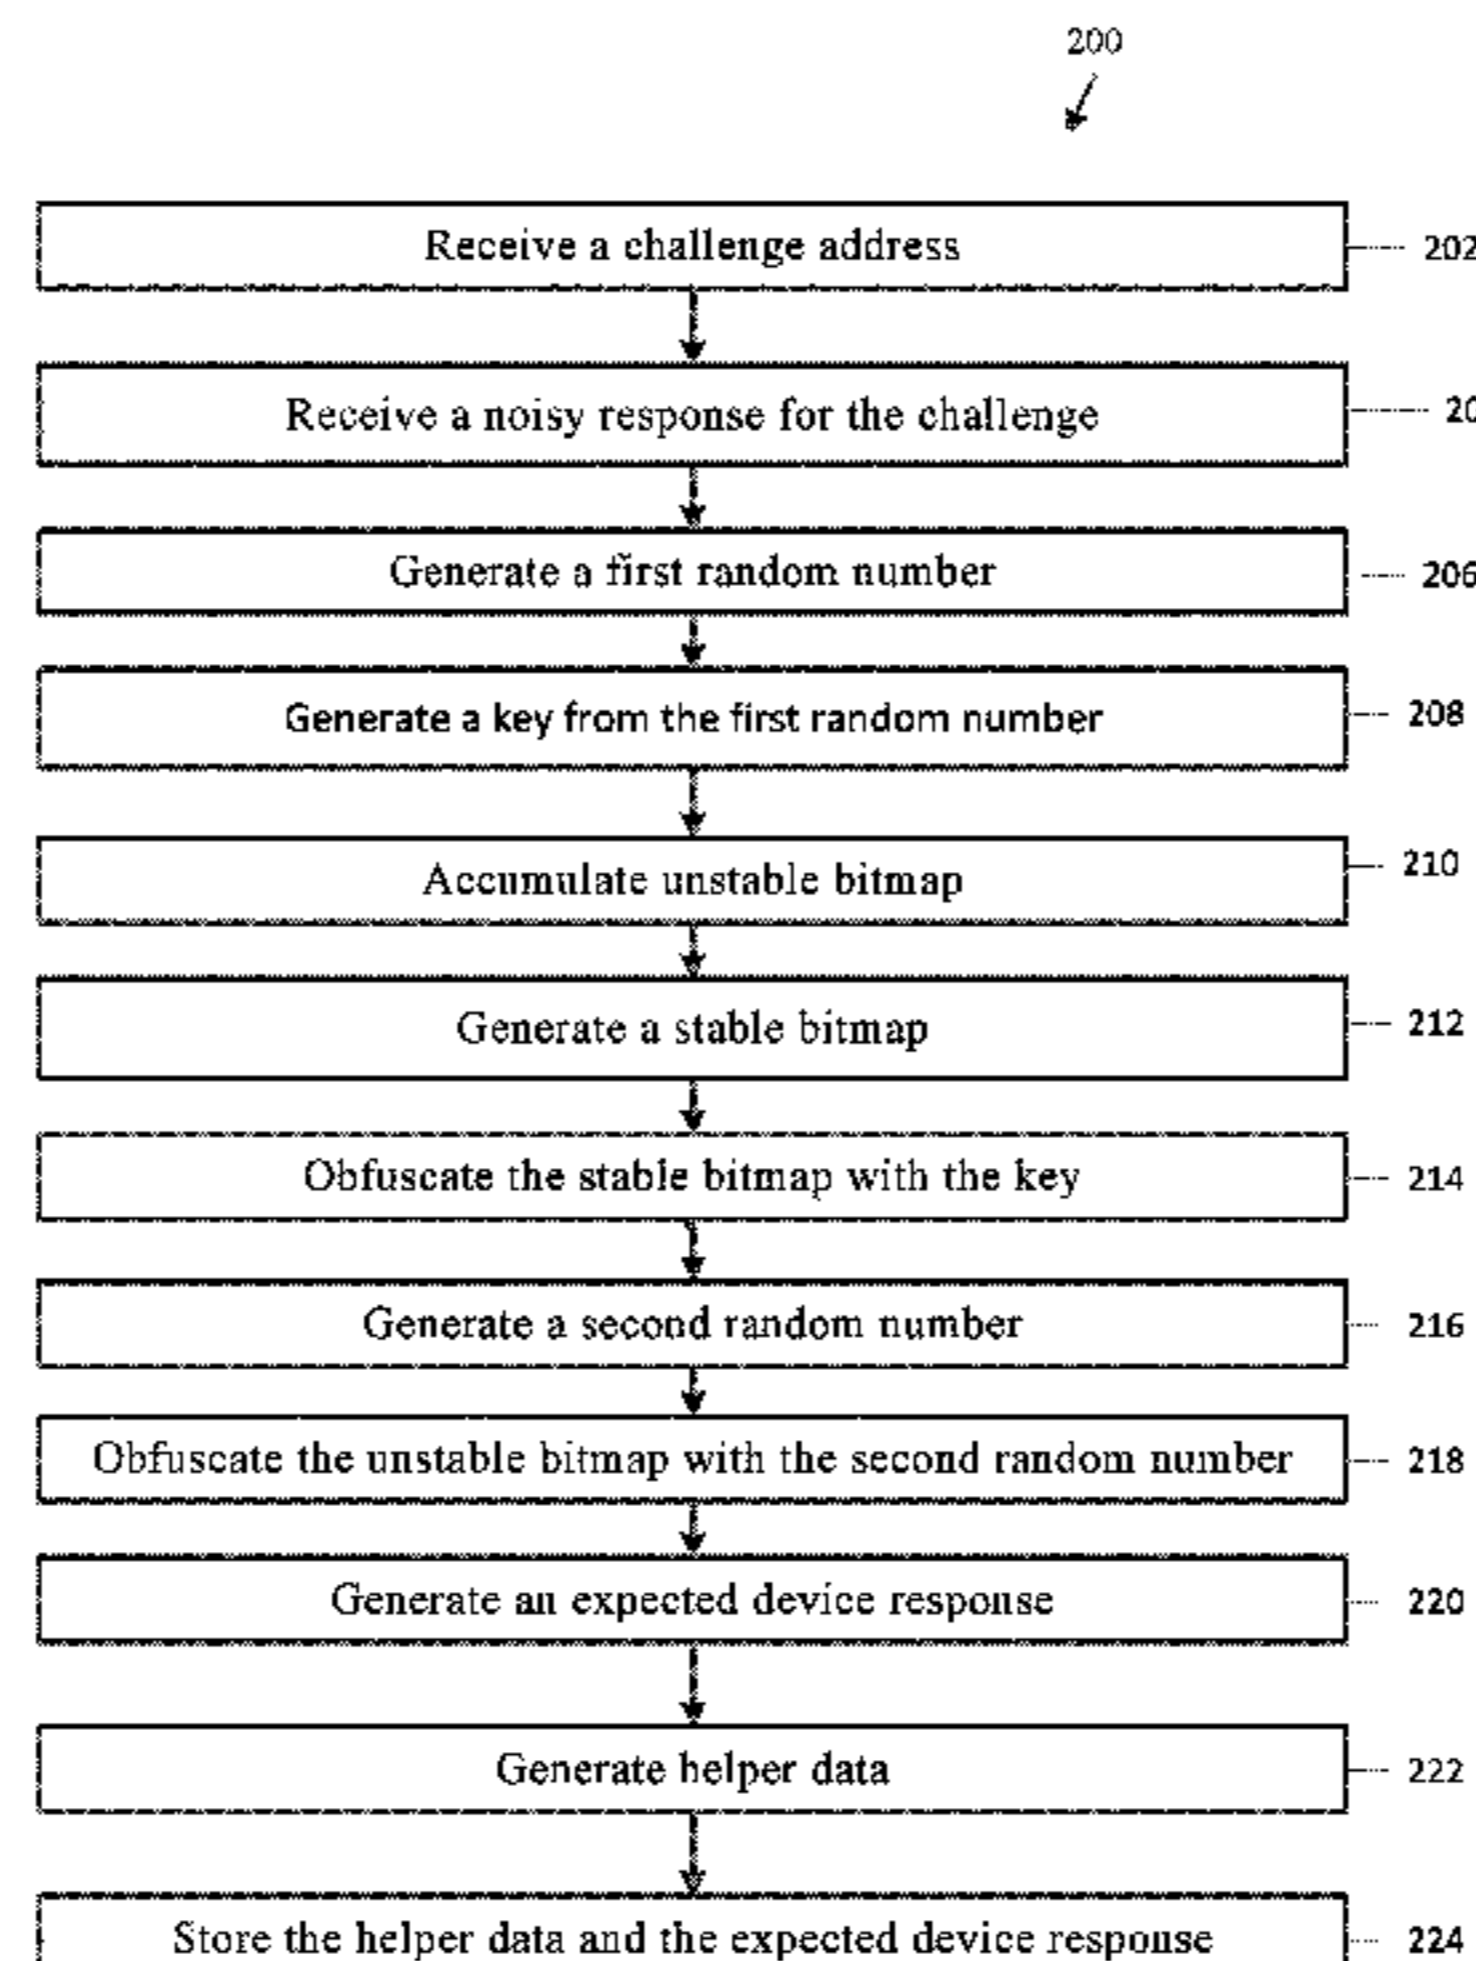 200
Receive a challenge address 202
Receive a noisy response for the challenge 20
Generate a first random number 206
Generate a key from the first random number 208
Accumulate unstable bitmap 210
Generate a stable bitmap 212
Obfuscate the stable bitmap with the key 214
Generate a second random number 216
Obfuscate the unstable bitmap with the second random number 218
Generate an expected device response 220
Generate helper data 222
Store the helper data and the expected device response 224